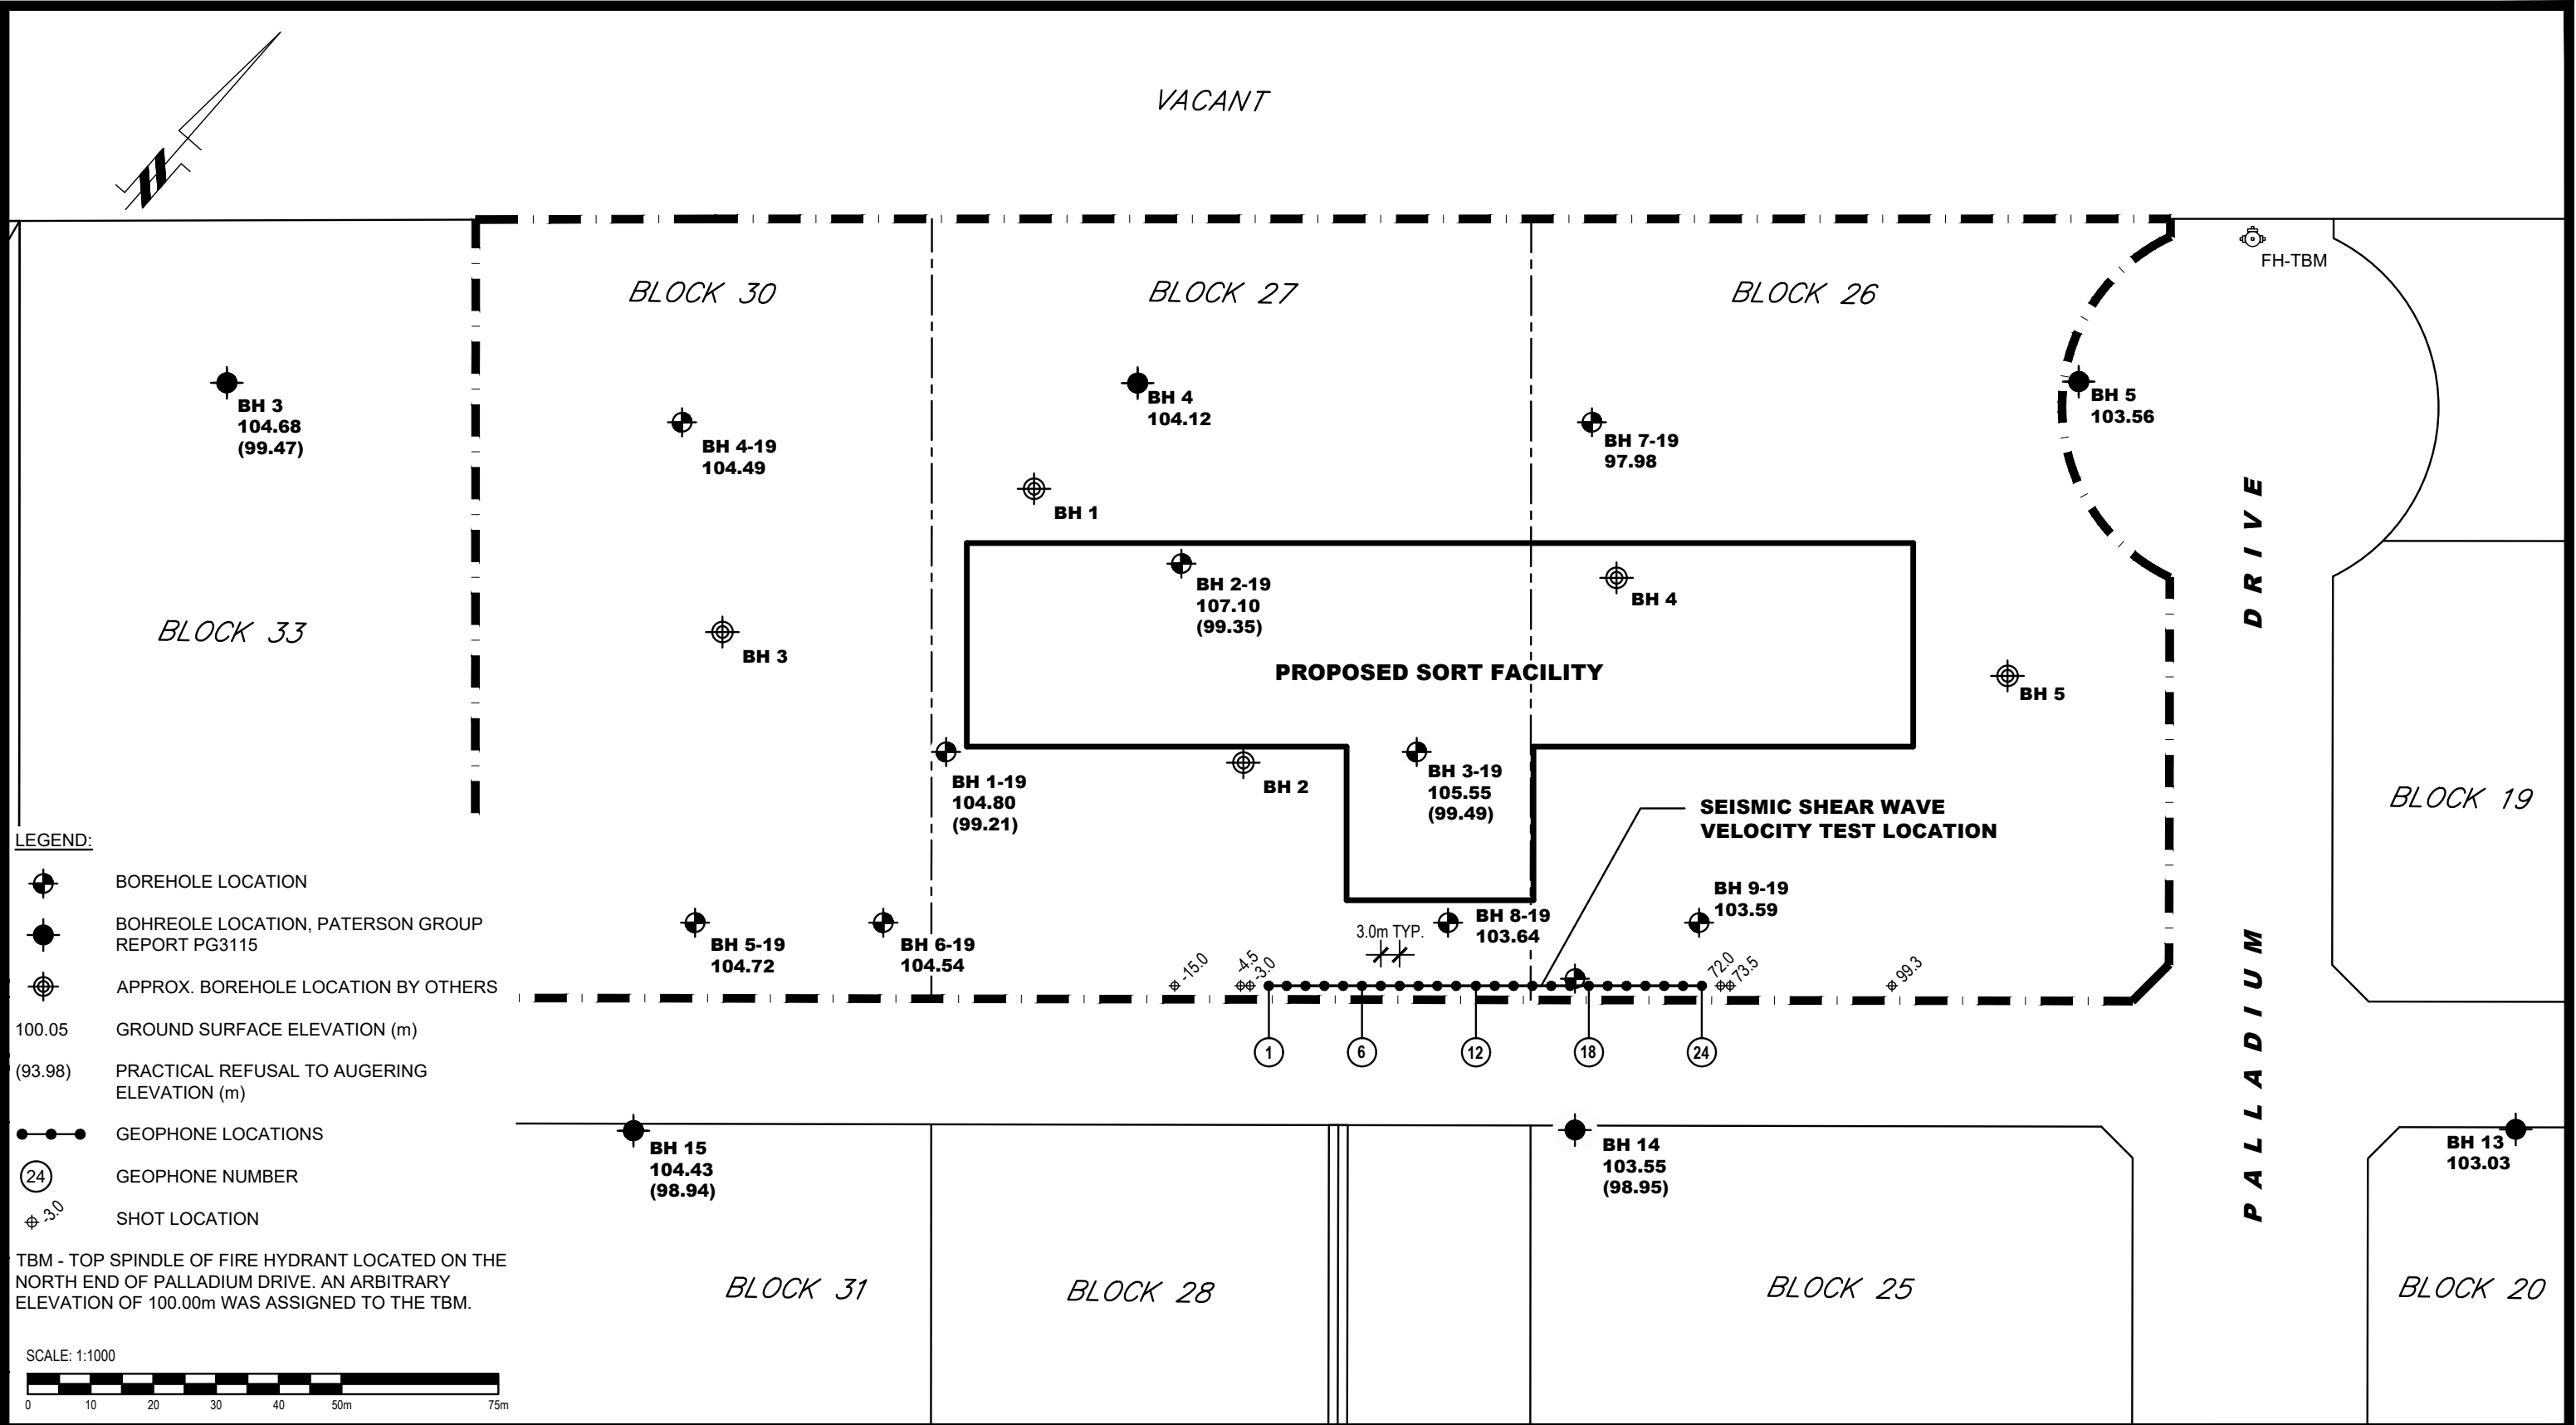 VACANT
FH-TBM
BLOCK 30
BLOCK 27
BLOCK 26
BH 3
104.68
(99.47)
BH 4-19
104.49
BH 4
104.12
BH 7-19
97.98
BH 5
103.56
BH 1
BH 2-19
107.10
(99.35)
BH 4
BLOCK 33
BH 3
PROPOSED SORT FACILITY
BH 5
BH 1-19
104.80
(99.21)
BH 2
BH 3-19
105.55
(99.49)
SEISMIC SHEAR WAVE
VELOCITY TEST LOCATION
BLOCK 19
PALLADIUM DRIVE
BH 5-19
104.72
BH 6-19
104.54
BH 8-19
103.64
BH 9-19
103.59
3.0m TYP.
-15.0
-4.5
-3.0
72.0
73.5
99.3
1
6
12
18
24
BH 15
104.43
(98.94)
BH 14
103.55
(98.95)
BH 13
103.03
BLOCK 31
BLOCK 28
BLOCK 25
BLOCK 20
LEGEND:
BOREHOLE LOCATION
BOHREOLE LOCATION, PATERSON GROUP
REPORT PG3115
APPROX. BOREHOLE LOCATION BY OTHERS
100.05 GROUND SURFACE ELEVATION (m)
(93.98) PRACTICAL REFUSAL TO AUGERING
ELEVATION (m)
GEOPHONE LOCATIONS
24 GEOPHONE NUMBER
-3.0 SHOT LOCATION
TBM - TOP SPINDLE OF FIRE HYDRANT LOCATED ON THE
NORTH END OF PALLADIUM DRIVE. AN ARBITRARY
ELEVATION OF 100.00m WAS ASSIGNED TO THE TBM.
SCALE: 1:1000
0 10 20 30 40 50m 75m